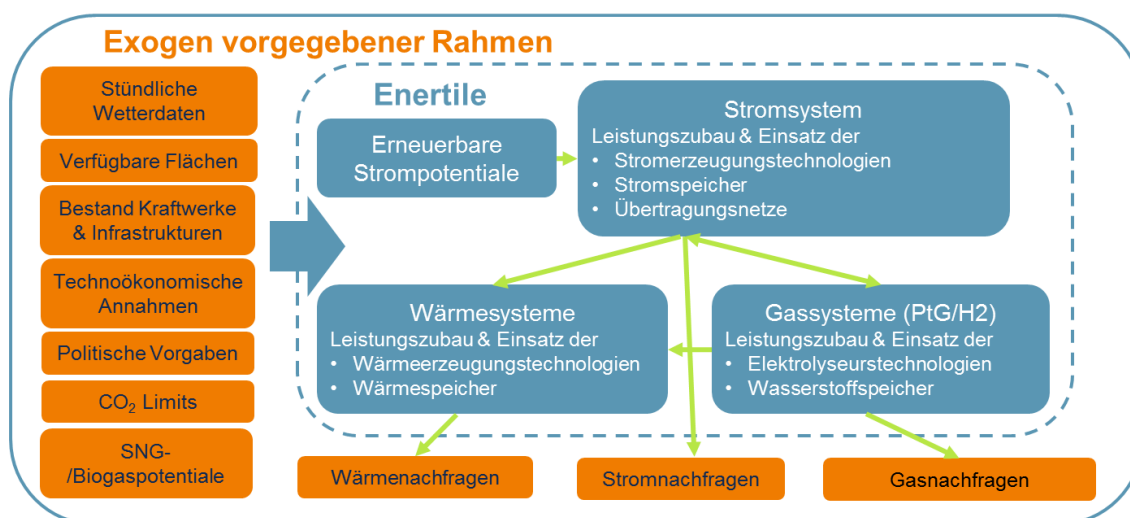 Exogen vorgegebener Rahmen
Stündliche
Wetterdaten
Verfügbare Flächen
Bestand Kraftwerke
& Infrastrukturen
Technoökonomische
Annahmen
Politische Vorgaben
CO₂ Limits
SNG-
/Biogaspotentiale
Enertile
Erneuerbare
Strompotentiale
Stromsystem
Leistungszubau & Einsatz der
• Stromerzeugungstechnologien
• Stromspeicher
• Übertragungsnetze
Wärmesysteme
Leistungszubau & Einsatz der
• Wärmeerzeugungstechnologien
• Wärmespeicher
Gassysteme (PtG/H2)
Leistungszubau & Einsatz der
• Elektrolyseurstechnologien
• Wasserstoffspeicher
Wärmenachfragen
Stromnachfragen
Gasnachfragen